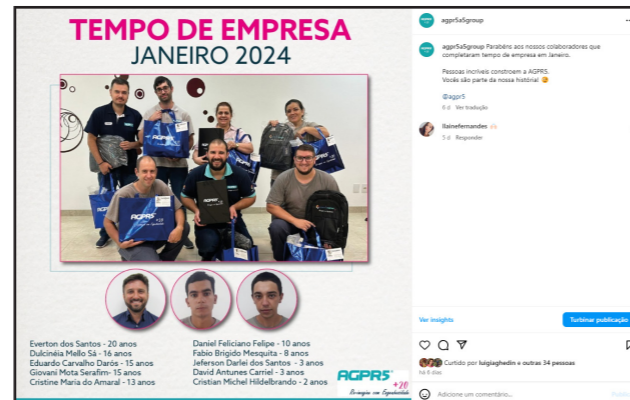 TEMPO DE EMPRESA
JANEIRO 2024
AGPR5
AGPR5
AGPR5
Everton dos Santos - 20 anos
Dulcinéia Mello Sá - 16 anos
Eduardo Carvalho Darós - 15 anos
Giovani Mota Serafim- 15 anos
Cristine Maria do Amaral - 13 anos
Daniel Feliciano Felipe - 10 anos
Fabio Brigido Mesquita - 8 anos
Jeferson Darlei dos Santos - 3 anos
David Antunes Carriel - 3 anos
Cristian Michel Hildelbrando - 2 anos
AGPR5
+20
agpr5a5group
agpr5a5group Parabéns aos nossos colaboradores que
completaram tempo de empresa em Janeiro.
Pessoas incríveis constroem a AGPR5.
Vocês são parte da nossa história!
@agpr5
6 d Ver tradução
ilainefernandes
5 d Responder
Ver insights
Turbinar publicação
Curtido por luigiaghedin e outras 34 pessoas
há 6 dias
Adicione um comentário...